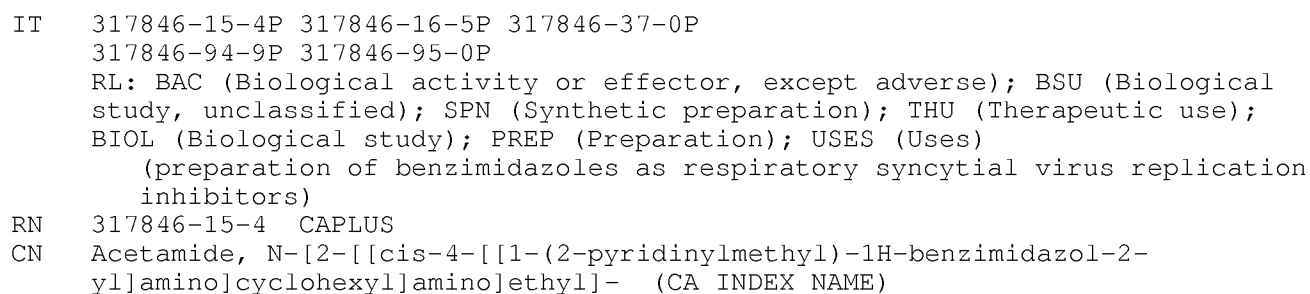 IT 317846-15-4P 317846-16-5P 317846-37-0P
317846-94-9P 317846-95-0P
RL: BAC (Biological activity or effector, except adverse); BSU (Biological
study, unclassified); SPN (Synthetic preparation); THU (Therapeutic use);
BIOL (Biological study); PREP (Preparation); USES (Uses)
(preparation of benzimidazoles as respiratory syncytial virus replication
inhibitors)
RN 317846-15-4 CAPLUS
CN Acetamide, N-[2-[[cis-4-[[1-(2-pyridinylmethyl)-1H-benzimidazol-2-
yl]amino]cyclohexyl]amino]ethyl]- (CA INDEX NAME)